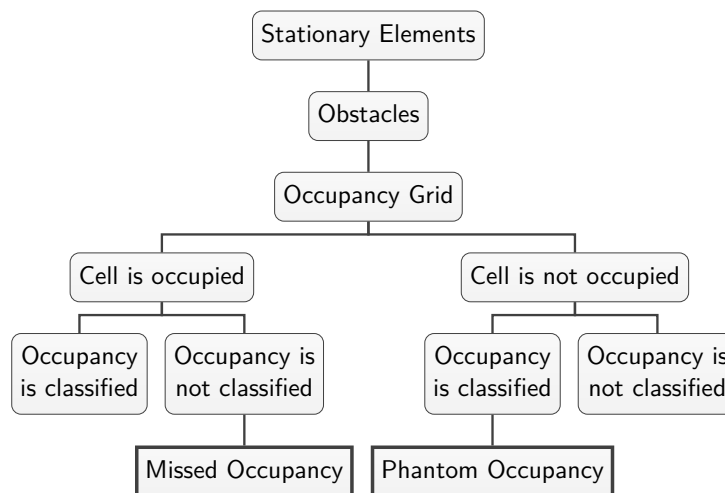 Stationary Elements
Obstacles
Occupancy Grid
Cell is occupied
Cell is not occupied
Occupancy
is classified
Occupancy is
not classified
Occupancy
is classified
Occupancy is
not classified
Missed Occupancy
Phantom Occupancy